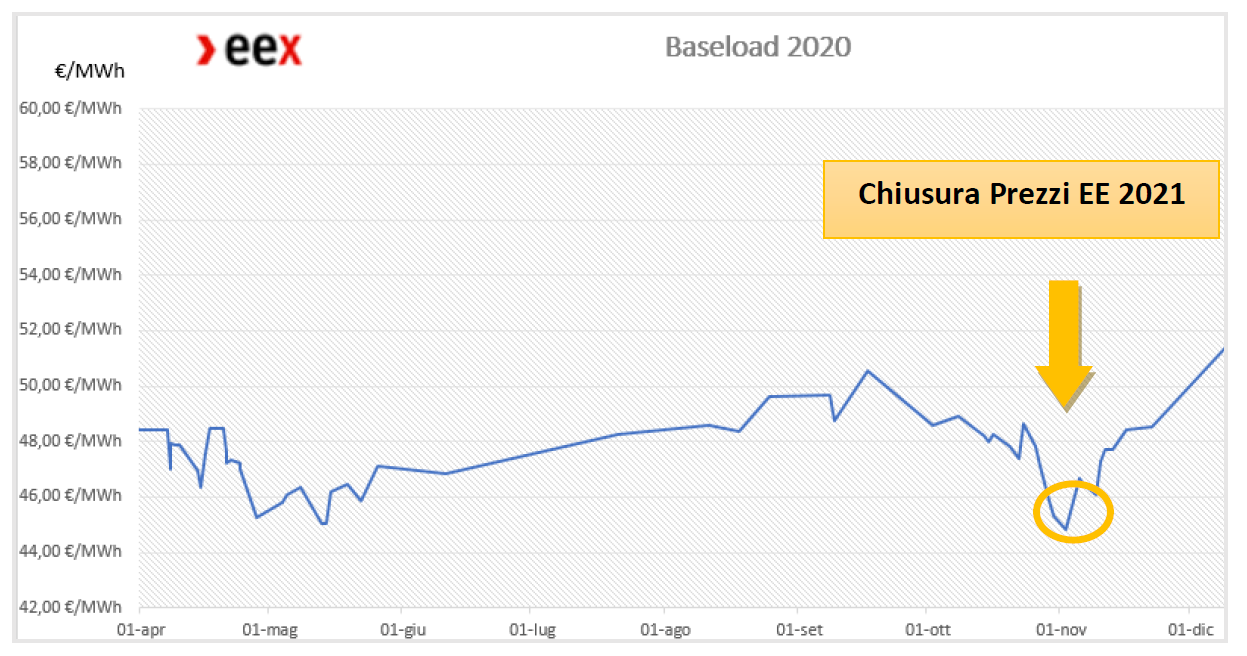 eex
Baseload 2020
€/MWh
60,00 €/MWh
58,00 €/MWh
56,00 €/MWh
54,00 €/MWh
52,00 €/MWh
50,00 €/MWh
48,00 €/MWh
46,00 €/MWh
44,00 €/MWh
42,00 €/MWh
Chiusura Prezzi EE 2021
01-apr 01-mag 01-giu 01-lug 01-ago 01-set 01-ott 01-nov 01-dic